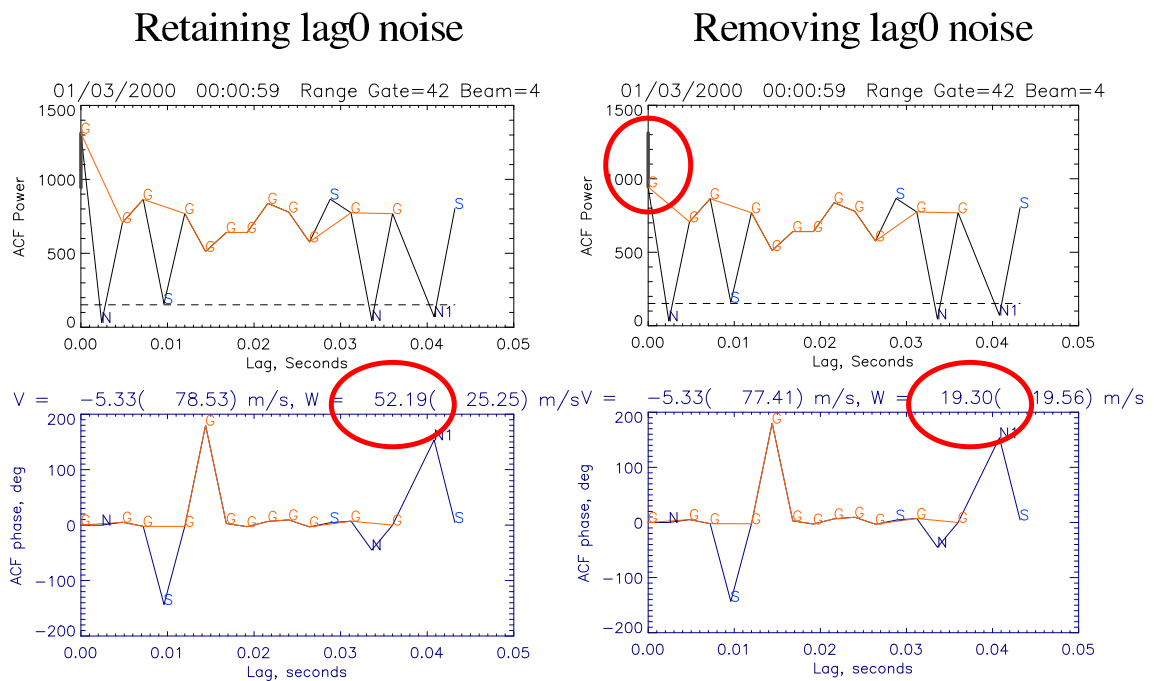 Retaining lag0 noise
Removing lag0 noise
01/03/2000 00:00:59 Range Gate=42 Beam=4
1500
1000
500
0
ACF Power
G
G
G
G
G
G
G
G
G
G
G
G
S
S
S
N
N
N1
0.00 0.01 0.02 0.03 0.04 0.05
Lag, Seconds
V = -5.33( 78.53) m/s, W = 52.19( 25.25) m/s
200
100
0
-100
-200
ACF phase, deg
G
N
G
G
G
G
G
G
G
G
G
G
G
S
S
S
N
N1
0.00 0.01 0.02 0.03 0.04 0.05
Lag, seconds
01/03/2000 00:00:59 Range Gate=42 Beam=4
1500
1000
500
0
ACF Power
G
G
G
G
G
G
G
G
G
G
G
G
S
S
S
N
N
N1
0.00 0.01 0.02 0.03 0.04 0.05
Lag, Seconds
V = -5.33( 77.41) m/s, W = 19.30( 19.56) m/s
200
100
0
-100
-200
ACF phase, deg
G
N
G
G
G
G
G
G
G
G
G
G
G
S
S
S
N
N1
0.00 0.01 0.02 0.03 0.04 0.05
Lag, seconds